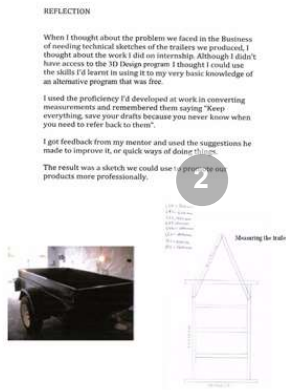 REFLECTION
When I thought about the problem we faced in the Business
of needing technical sketches of the trailers we produced, I
thought about the work I did on internship. Although I didn't
have access to the 3D Design program I thought I could use
the skills I'd learnt in using it to my very basic knowledge of
an alternative program that was free.
I used the proficiency I'd developed at work in converting
measurements and remembered them saying "Keep
everything, save your drafts because you never know when
you need to refer back to them".
I got feedback from my mentor and used the suggestions he
made to improve it, or quick ways of doing things.
The result was a sketch we could use to promote our
products more professionally.
2
Measuring the